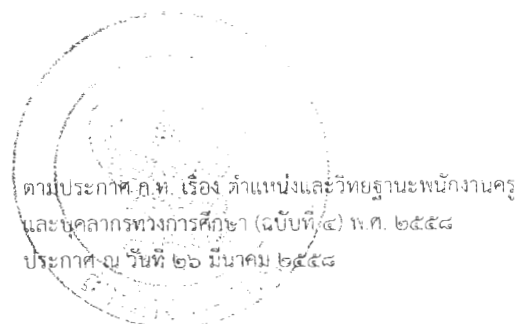 ตามประกาศ ก.ท. เรื่อง ตำแหน่งและวิทยฐานะพนักงานครู
และบุคลากรทางการศึกษา (ฉบับที่ ๔) พ.ศ. ๒๕๕๘
ประกาศ ณ วันที่ ๒๖ มีนาคม ๒๕๕๘